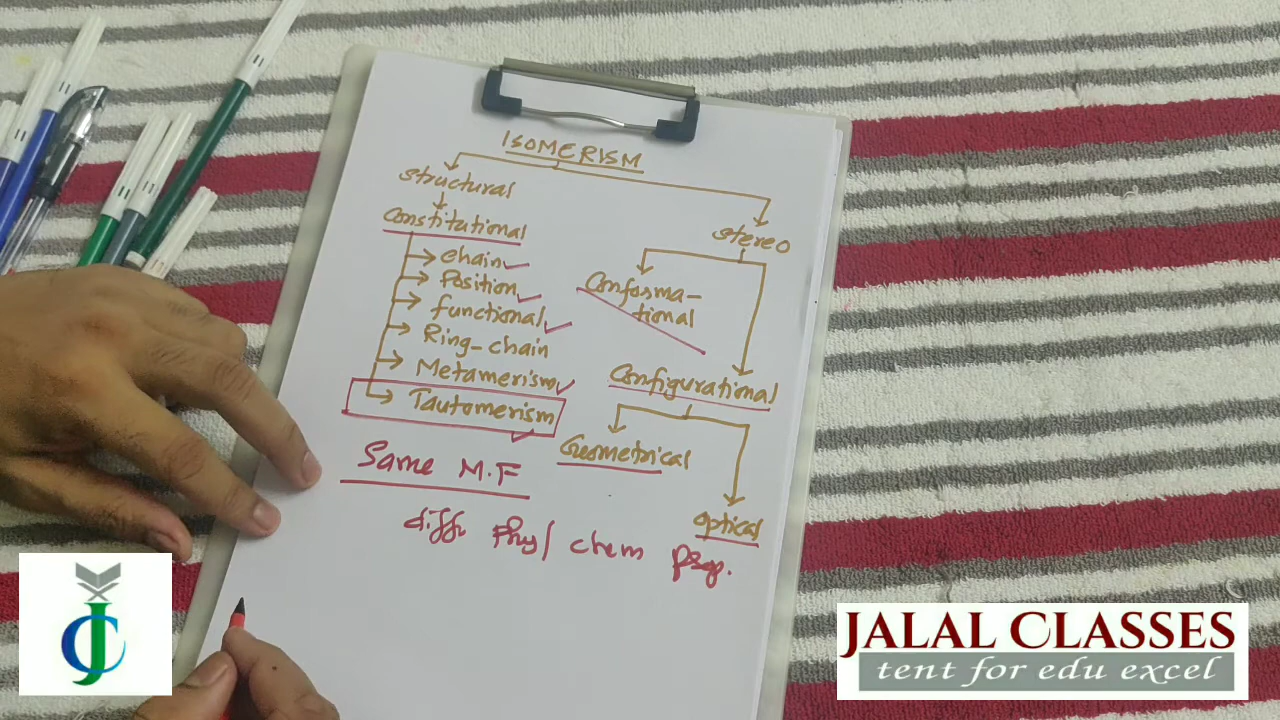 ISOMERISM
structural
constitutional
chain
Position
functional
Ring-chain
Metamerism
Tautomerism
stereo
Conforma-
tional
Configurational
Geometrical
optical
Same M.F
diff. Phy/ chem Prop.
CJ
JALAL CLASSES
tent for edu excel